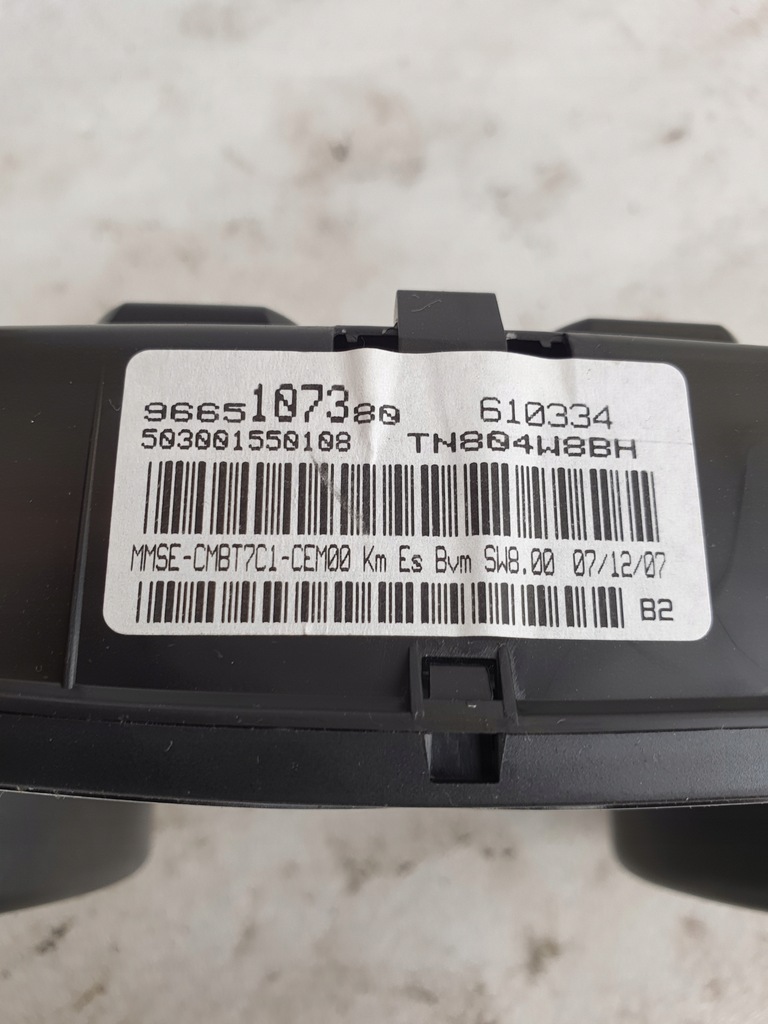 9665107380 610334
503001550108 TN804W8BH
MMSE-CMBT7C1-CEM00 Km Es Bvm SW8.00 07/12/07
B2